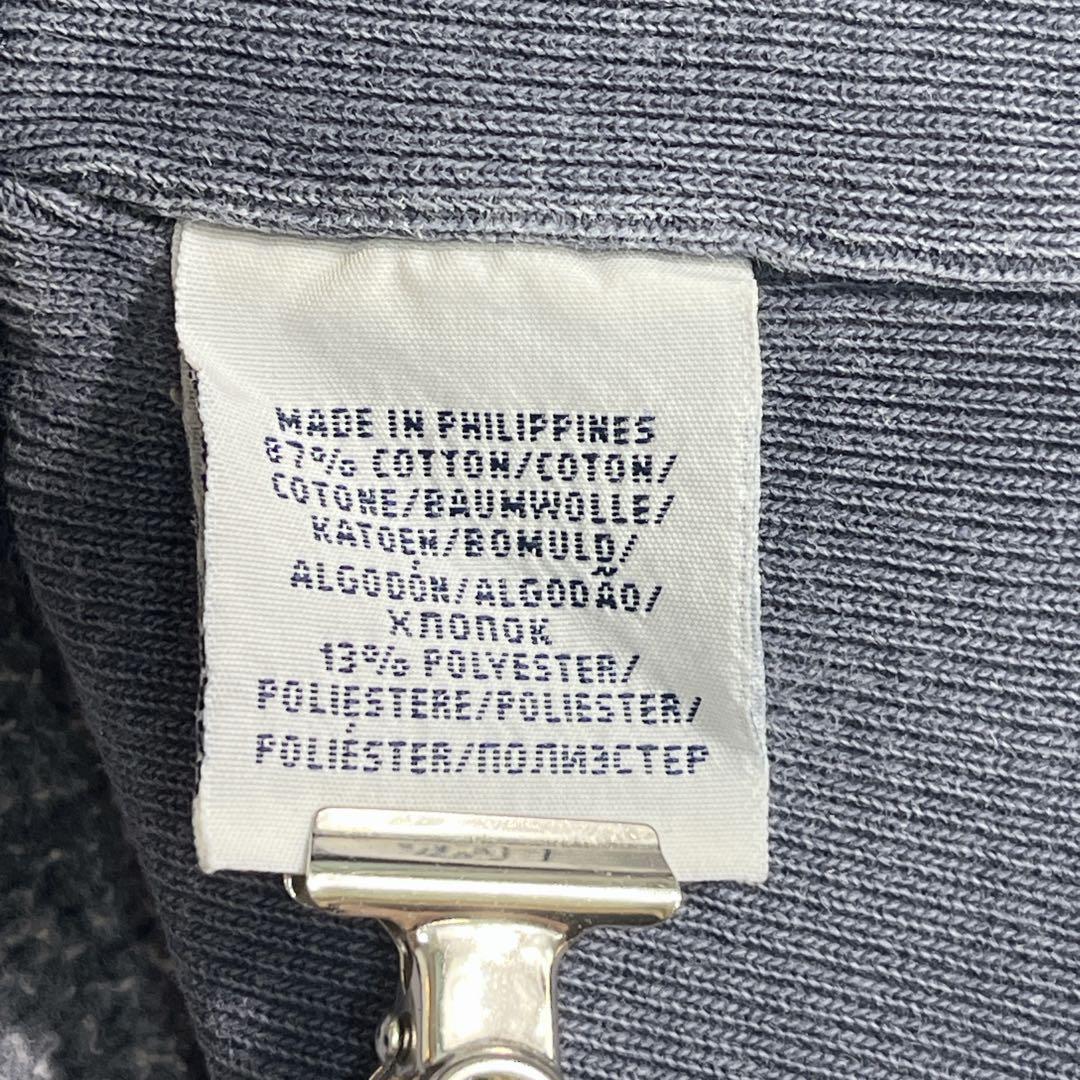 MADE IN PHILIPPINES
87% COTTON/COTON/
COTONE/BAUMWOLLE/
KATOEN/BOMULD/
ALGODÓN/ALGODÃO/
ХЛОПОК
13% POLYESTER/
POLIESTERE/POLIESTER/
POLIÉSTER/ПОЛИЭСТЕР